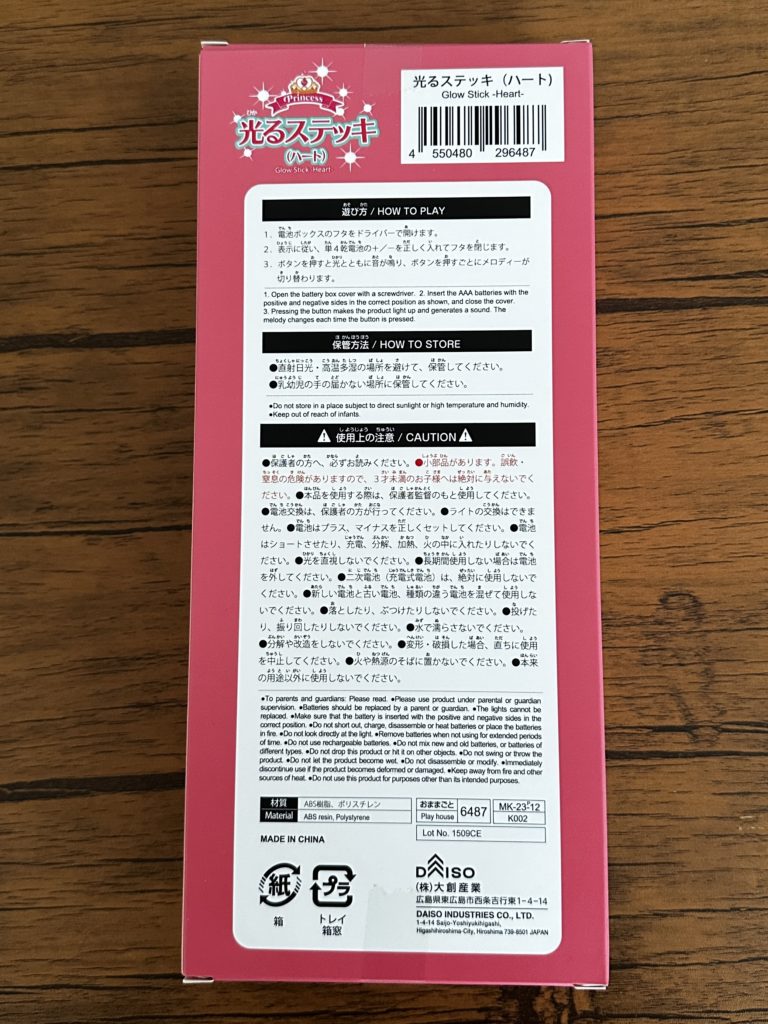 Princess
光るステッキ
(ハート)
Glow Stick -Heart-
光るステッキ（ハート）
Glow Stick -Heart-
4 550480 296487
遊び方 / HOW TO PLAY
1．電池ボックスのフタをドライバーで開けます。
2．表示に従い、単4乾電池の＋／－を正しく入れてフタを閉じます。
3．ボタンを押すと光とともに音が鳴り、ボタンを押すごとにメロディーが
切り替わります。
1. Open the battery box cover with a screwdriver. 2. Insert the AAA batteries with the
positive and negative sides in the correct position as shown, and close the cover.
3. Pressing the button makes the product light up and generates a sound. The
melody changes each time the button is pressed.
保管方法 / HOW TO STORE
●直射日光・高温多湿の場所を避けて、保管してください。
●乳幼児の手の届かない場所に保管してください。
●Do not store in a place subject to direct sunlight or high temperature and humidity.
●Keep out of reach of infants.
使用上の注意 / CAUTION
●保護者の方へ、必ずお読みください。●小部品があります。誤飲・
窒息の危険がありますので、3才未満のお子様へは絶対に与えないでく
ださい。●本品を使用する際は、保護者監督のもと使用してください。
●電池交換は、保護者の方が行ってください。●ライトの交換はできま
せん。●電池はプラス、マイナスを正しくセットしてください。●電池
はショートさせたり、充電、分解、加熱、火の中に入れたりしないでくだ
さい。●光を直視しないでください。●長期間使用しない場合は電池
を外してください。●二次電池（充電式電池）は、絶対に使用しないで
ください。●新しい電池と古い電池、種類の違う電池を混ぜて使用しな
いでください。●落としたり、ぶつけたりしないでください。●投げた
り、振り回したりしないでください。●水で濡らさないでください。
●分解や改造をしないでください。●変形・破損した場合、直ちに使用
を中止してください。●火や熱源のそばに置かないでください。●本来
の用途以外に使用しないでください。
●To parents and guardians: Please read. ●Please use product under parental or guardian
supervision. ●Batteries should be replaced by a parent or guardian. ●The lights cannot be
replaced. ●Make sure that the battery is inserted with the positive and negative sides in the
correct position. ●Do not short out, charge, disassemble or heat batteries or place the batteries
in fire. ●Do not look directly at the light. ●Remove batteries when not using for extended periods
of time. ●Do not use rechargeable batteries. ●Do not mix new and old batteries, or batteries of
different types. ●Do not drop this product or hit it on other objects. ●Do not swing or throw the
product. ●Do not let the product become wet. ●Do not disassemble or modify. ●Immediately
discontinue use if the product becomes deformed or damaged. ●Keep away from fire and other
sources of heat. ●Do not use this product for purposes other than its intended purposes.
材質 ABS樹脂、ポリスチレン
Material ABS resin, Polystyrene
おままごと 6487 MK-23-12
Play house K002
Lot No. 1509CE
MADE IN CHINA
紙
箱
プラ
トレイ
箱窓
DAISO
(株)大創産業
広島県東広島市西条吉行東1-4-14
DAISO INDUSTRIES CO., LTD.
1-4-14 Saijo-Yoshiyukihigashi,
Higashihiroshima-City, Hiroshima 739-8501 JAPAN